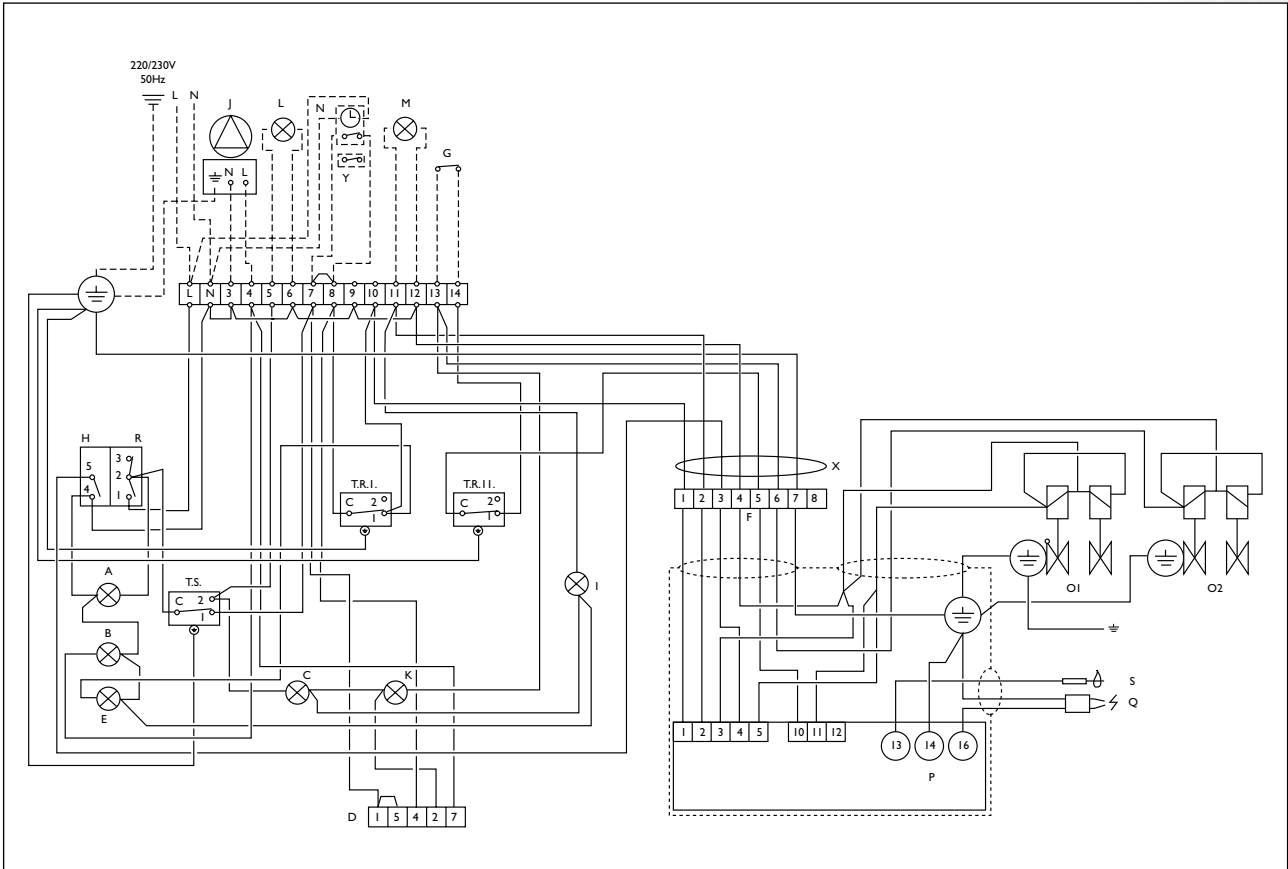 220/230V
50Hz
L N
J L N M
G
N L
Y
L N 3 4 5 6 7 8 9 10 11 12 13 14
H R
3
5 2
4 1
T.R.1. T.R.11.
C 2 1
C 2 1
X
1 2 3 4 5 6 7 8
F
A
T.S.
C 2
1
I
O1 O2
B
C K
E
S
Q
1 2 3 4 5 10 11 12
13 14 16
P
D 1 5 4 2 7